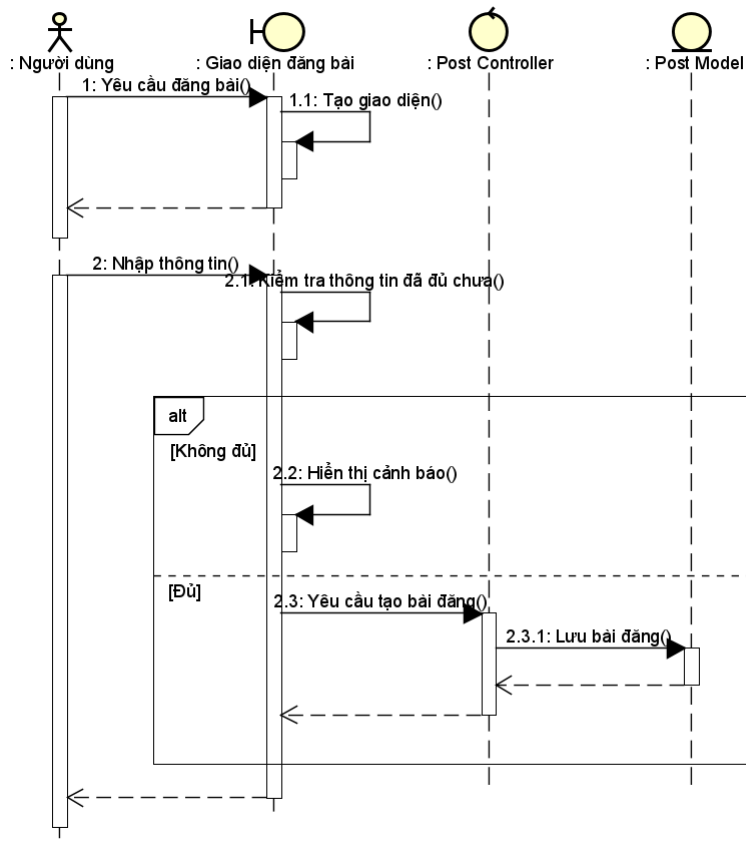 : Người dùng
: Giao diện đăng bài
: Post Controller
: Post Model
1: Yêu cầu đăng bài()
1.1: Tạo giao diện()
2: Nhập thông tin()
2.1: Kiểm tra thông tin đã đủ chưa()
alt
[Không đủ]
2.2: Hiển thị cảnh báo()
[Đủ]
2.3: Yêu cầu tạo bài đăng()
2.3.1: Lưu bài đăng()